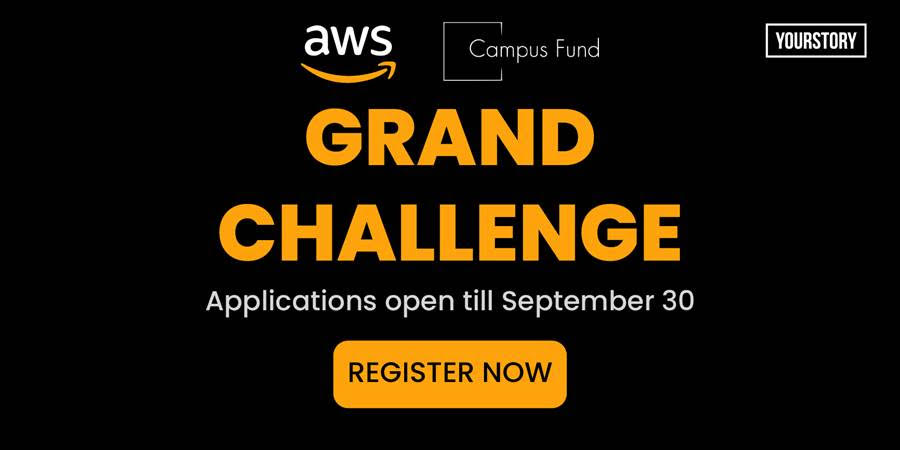 aws
Campus Fund
YOURSTORY
GRAND
CHALLENGE
Applications open till September 30
REGISTER NOW